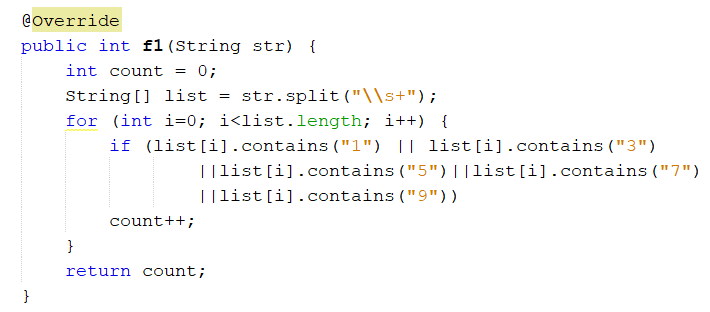 @Override
public int f1(String str) {
    int count = 0;
    String[] list = str.split("\\s+");
    for (int i=0; i<list.length; i++) {
        if (list[i].contains("1") || list[i].contains("3")
                ||list[i].contains("5")||list[i].contains("7")
                ||list[i].contains("9"))
        count++;
    }
    return count;
}